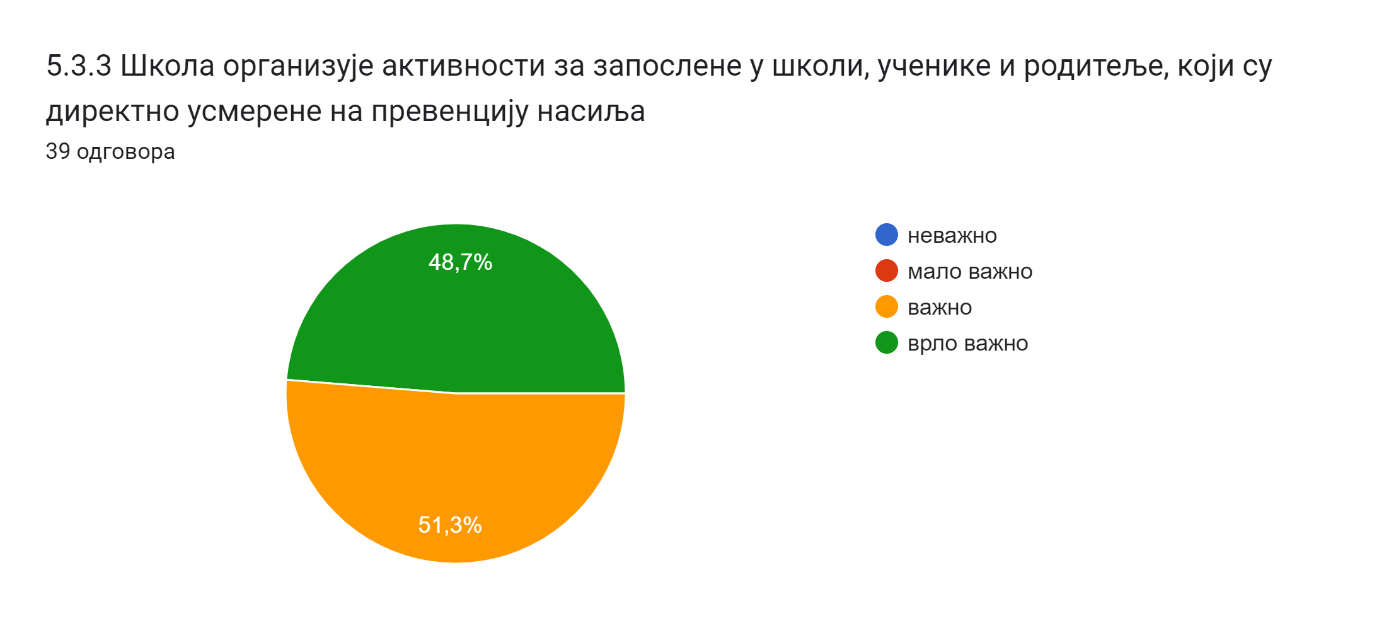 5.3.3 Школа организује активности за запослене у школи, ученике и родитеље, који су
директно усмерене на превенцију насиља
39 одговора
48,7%
51,3%
неважно
мало важно
важно
врло важно